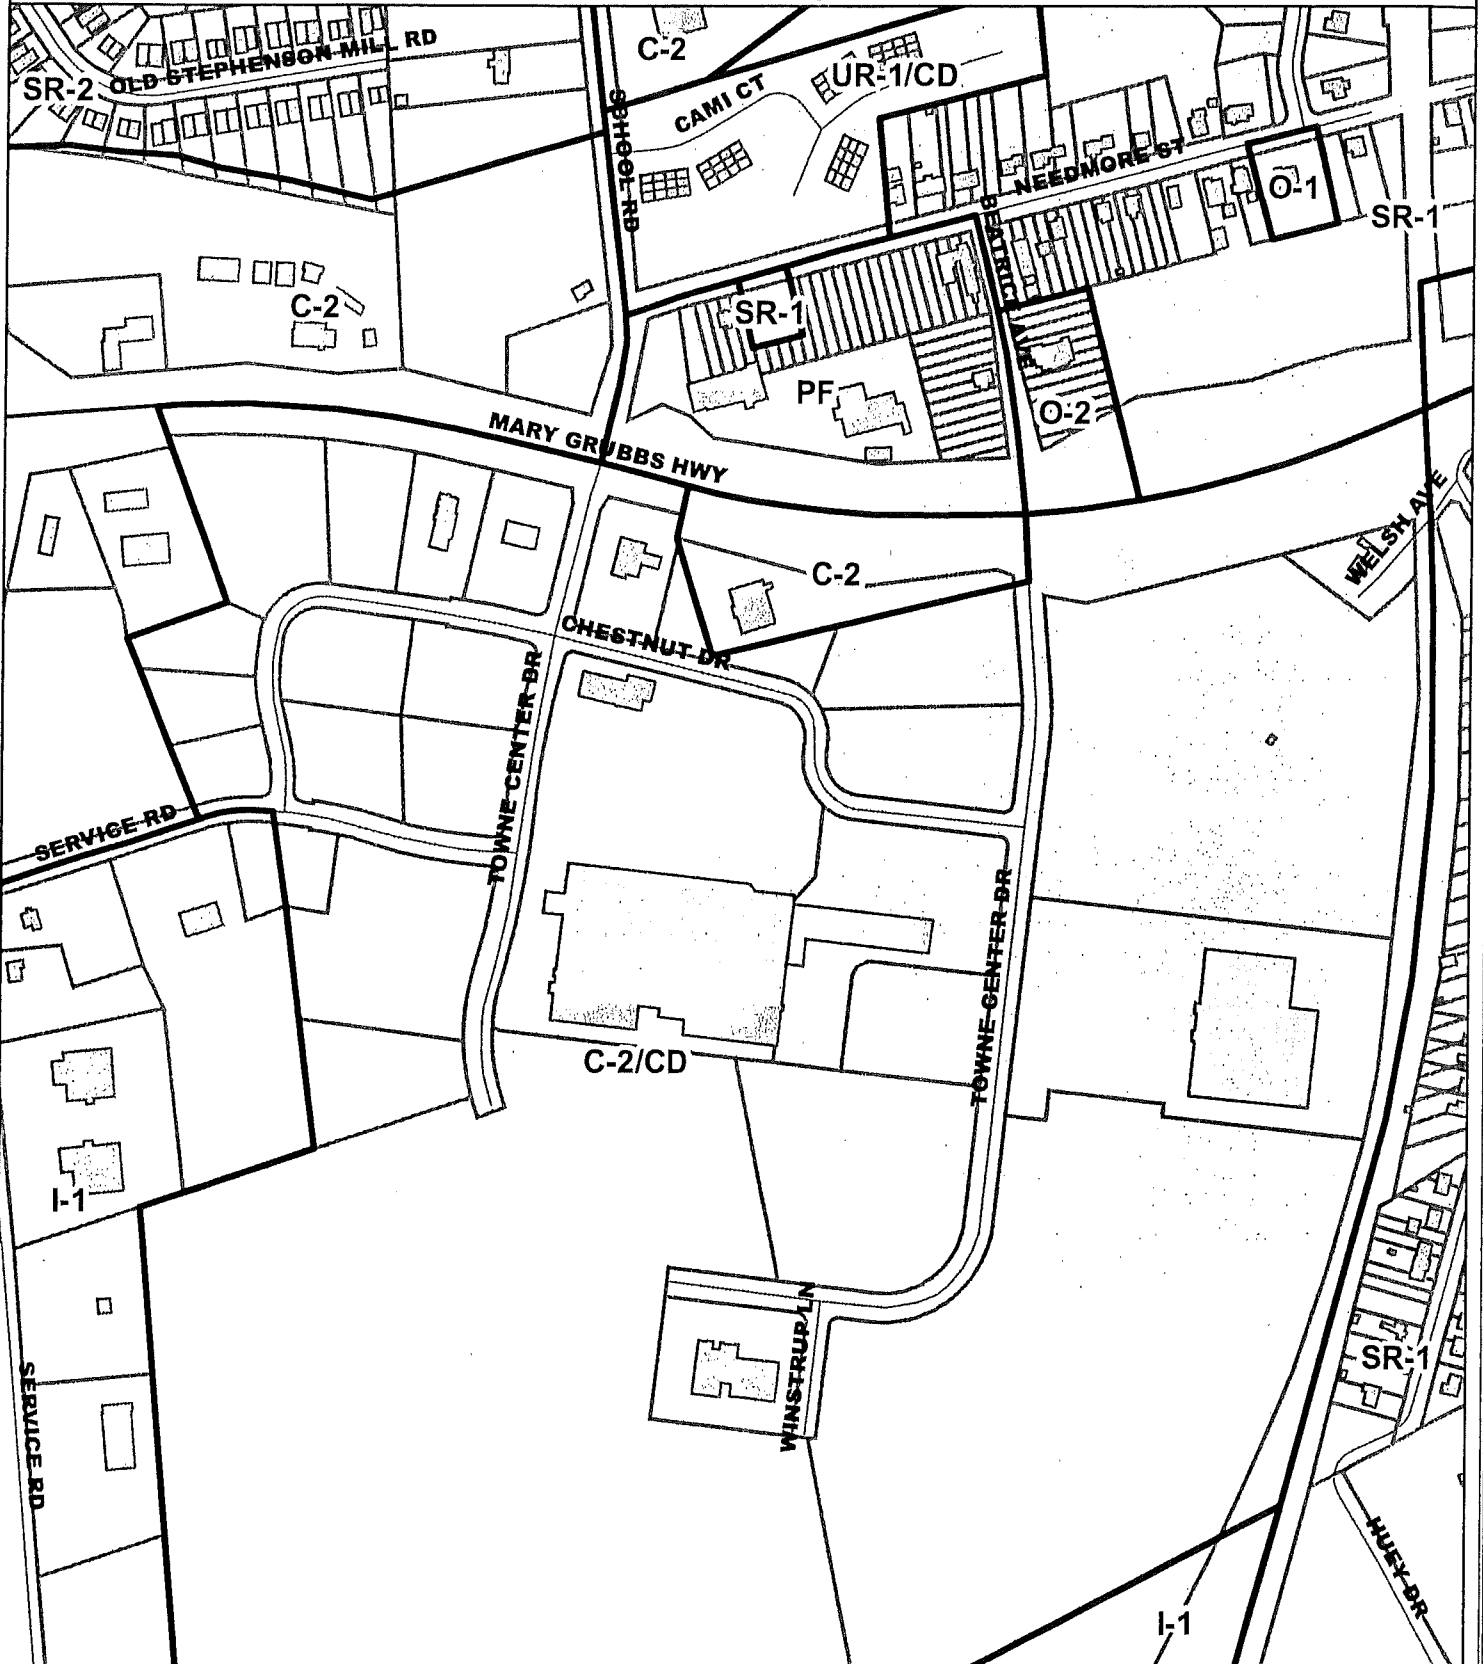 C-2
SR-2
OLD STEPHENSON MILL RD
UR-1/CD
CAMI CT
SCHOOL RD
NEEDMORE ST
O-1
SR-1
BEATRICE AVE
C-2
SR-1
PF
O-2
MARY GRUBBS HWY
WELSH AVE
C-2
CHESTNUT DR
TOWNE CENTER DR
SERVICE RD
TOWNE CENTER DR
C-2/CD
I-1
WINSTRUP LN
SR-1
SERVICE RD
HUEY DR
I-1